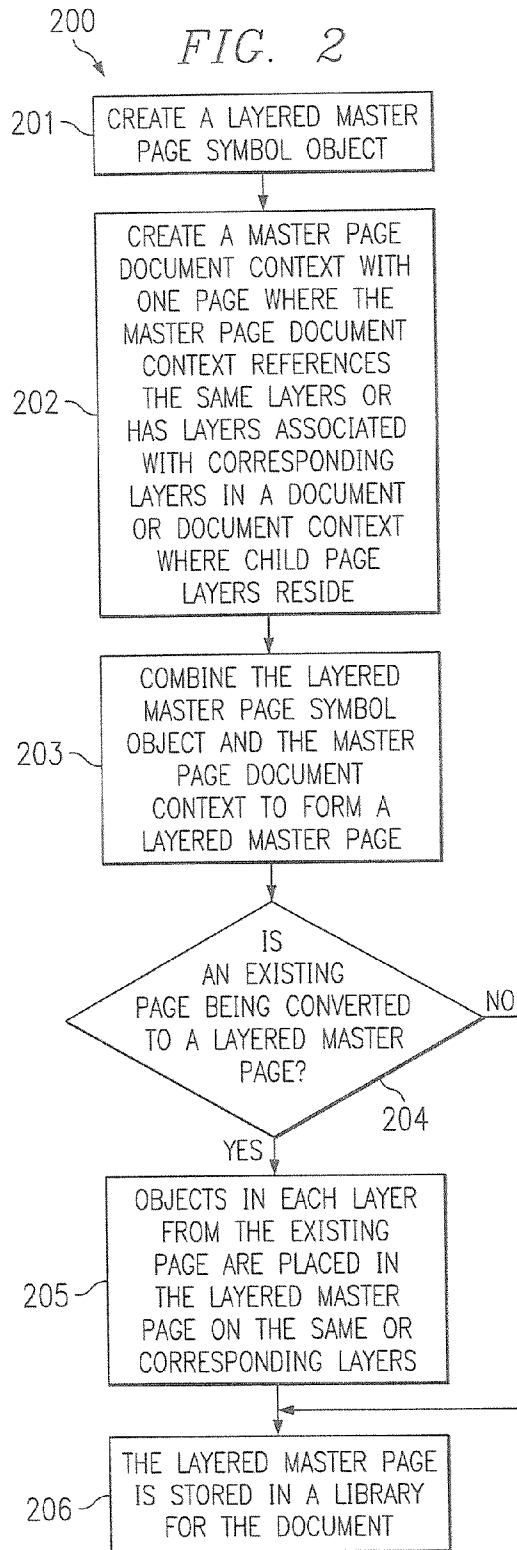 200
FIG. 2
201
CREATE A LAYERED MASTER
PAGE SYMBOL OBJECT
202
CREATE A MASTER PAGE
DOCUMENT CONTEXT WITH
ONE PAGE WHERE THE
MASTER PAGE DOCUMENT
CONTEXT REFERENCES
THE SAME LAYERS OR
HAS LAYERS ASSOCIATED
WITH CORRESPONDING
LAYERS IN A DOCUMENT
OR DOCUMENT CONTEXT
WHERE CHILD PAGE
LAYERS RESIDE
203
COMBINE THE LAYERED
MASTER PAGE SYMBOL
OBJECT AND THE MASTER
PAGE DOCUMENT
CONTEXT TO FORM A
LAYERED MASTER PAGE
IS
AN EXISTING
PAGE BEING CONVERTED
TO A LAYERED MASTER
PAGE?
NO
204
YES
205
OBJECTS IN EACH LAYER
FROM THE EXISTING
PAGE ARE PLACED IN
THE LAYERED MASTER
PAGE ON THE SAME OR
CORRESPONDING LAYERS
206
THE LAYERED MASTER PAGE
IS STORED IN A LIBRARY
FOR THE DOCUMENT